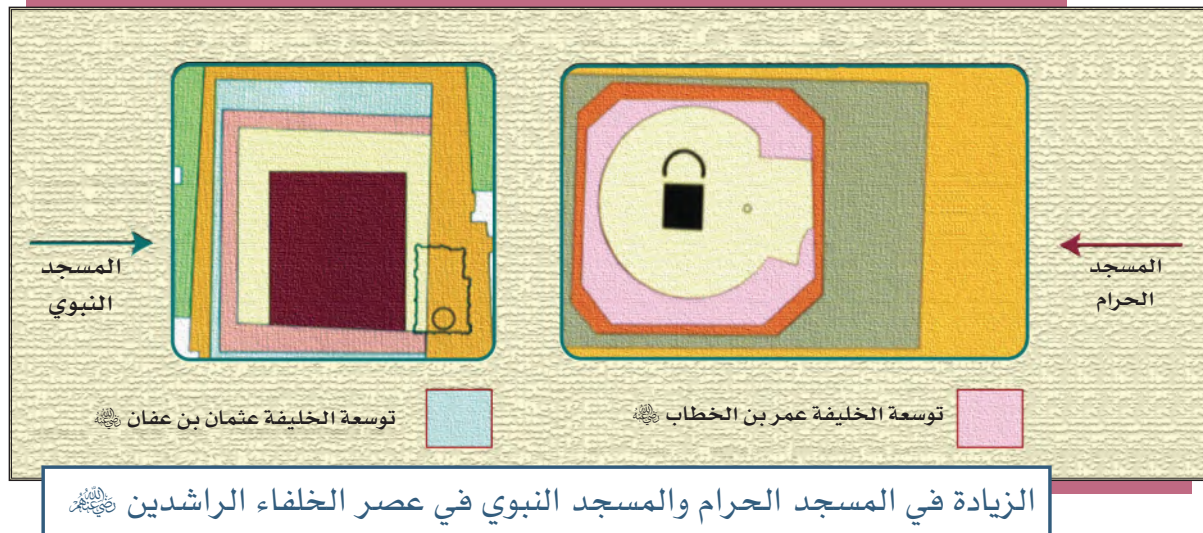 المسجد
الحرام
المسجد
النبوي
توسعة الخليفة عمر بن الخطاب ﵁
توسعة الخليفة عثمان بن عفان ﵁
الزيادة في المسجد الحرام والمسجد النبوي في عصر الخلفاء الراشدين ﵃